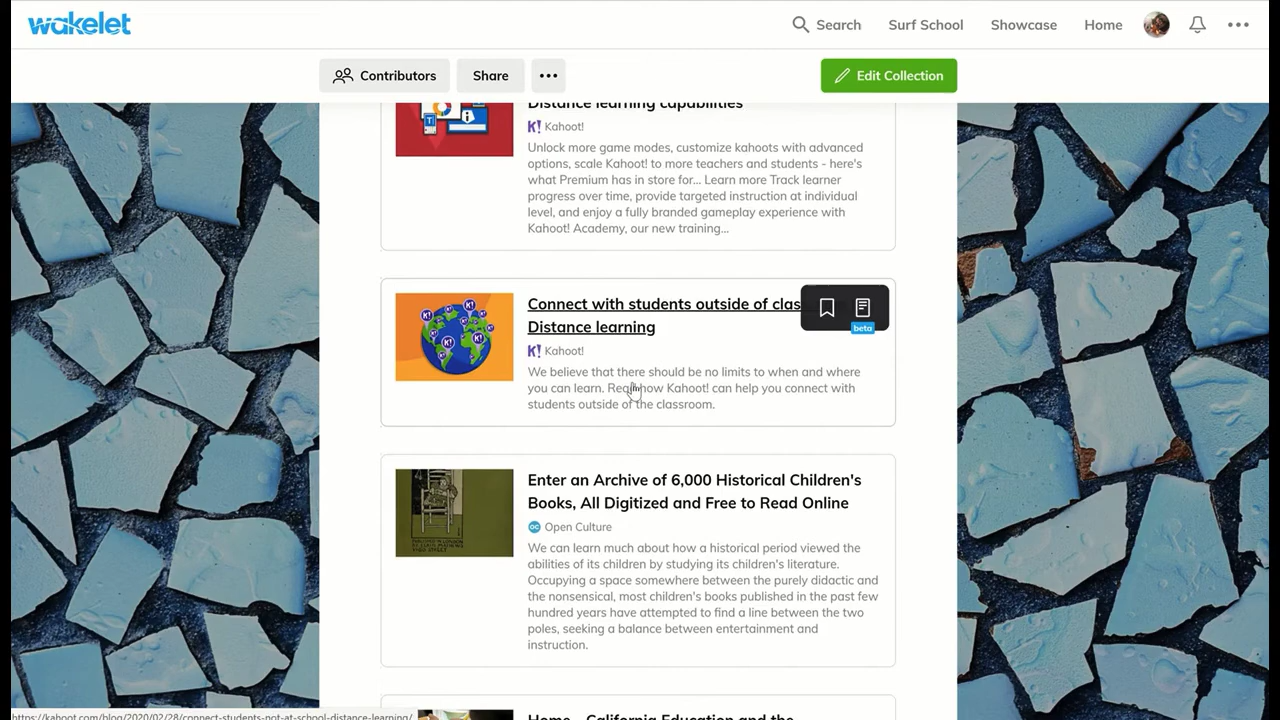 wakelet
Search
Surf School
Showcase
Home
Contributors
Share
Edit Collection
Distance learning capabilities
K! Kahoot!
Unlock more game modes, customize kahoots with advanced
options, scale Kahoot! to more teachers and students - here's
what Premium has in store for... Learn more Track learner
progress over time, provide targeted instruction at individual
level, and enjoy a fully branded gameplay experience with
Kahoot! Academy, our new training...
Connect with students outside of clas
Distance learning
beta
K! Kahoot!
We believe that there should be no limits to when and where
you can learn. how Kahoot! can help you connect with
students outside of the classroom.
Enter an Archive of 6,000 Historical Children's
Books, All Digitized and Free to Read Online
OC Open Culture
We can learn much about how a historical period viewed the
abilities of its children by studying its children's literature.
Occupying a space somewhere between the purely didactic and
the nonsensical, most children's books published in the past few
hundred years have attempted to find a line between the two
poles, seeking a balance between entertainment and
instruction.
Home - California Education and the
https://kahoot.com/blog/2020/02/28/connect-students-not-at-school-distance-learning/